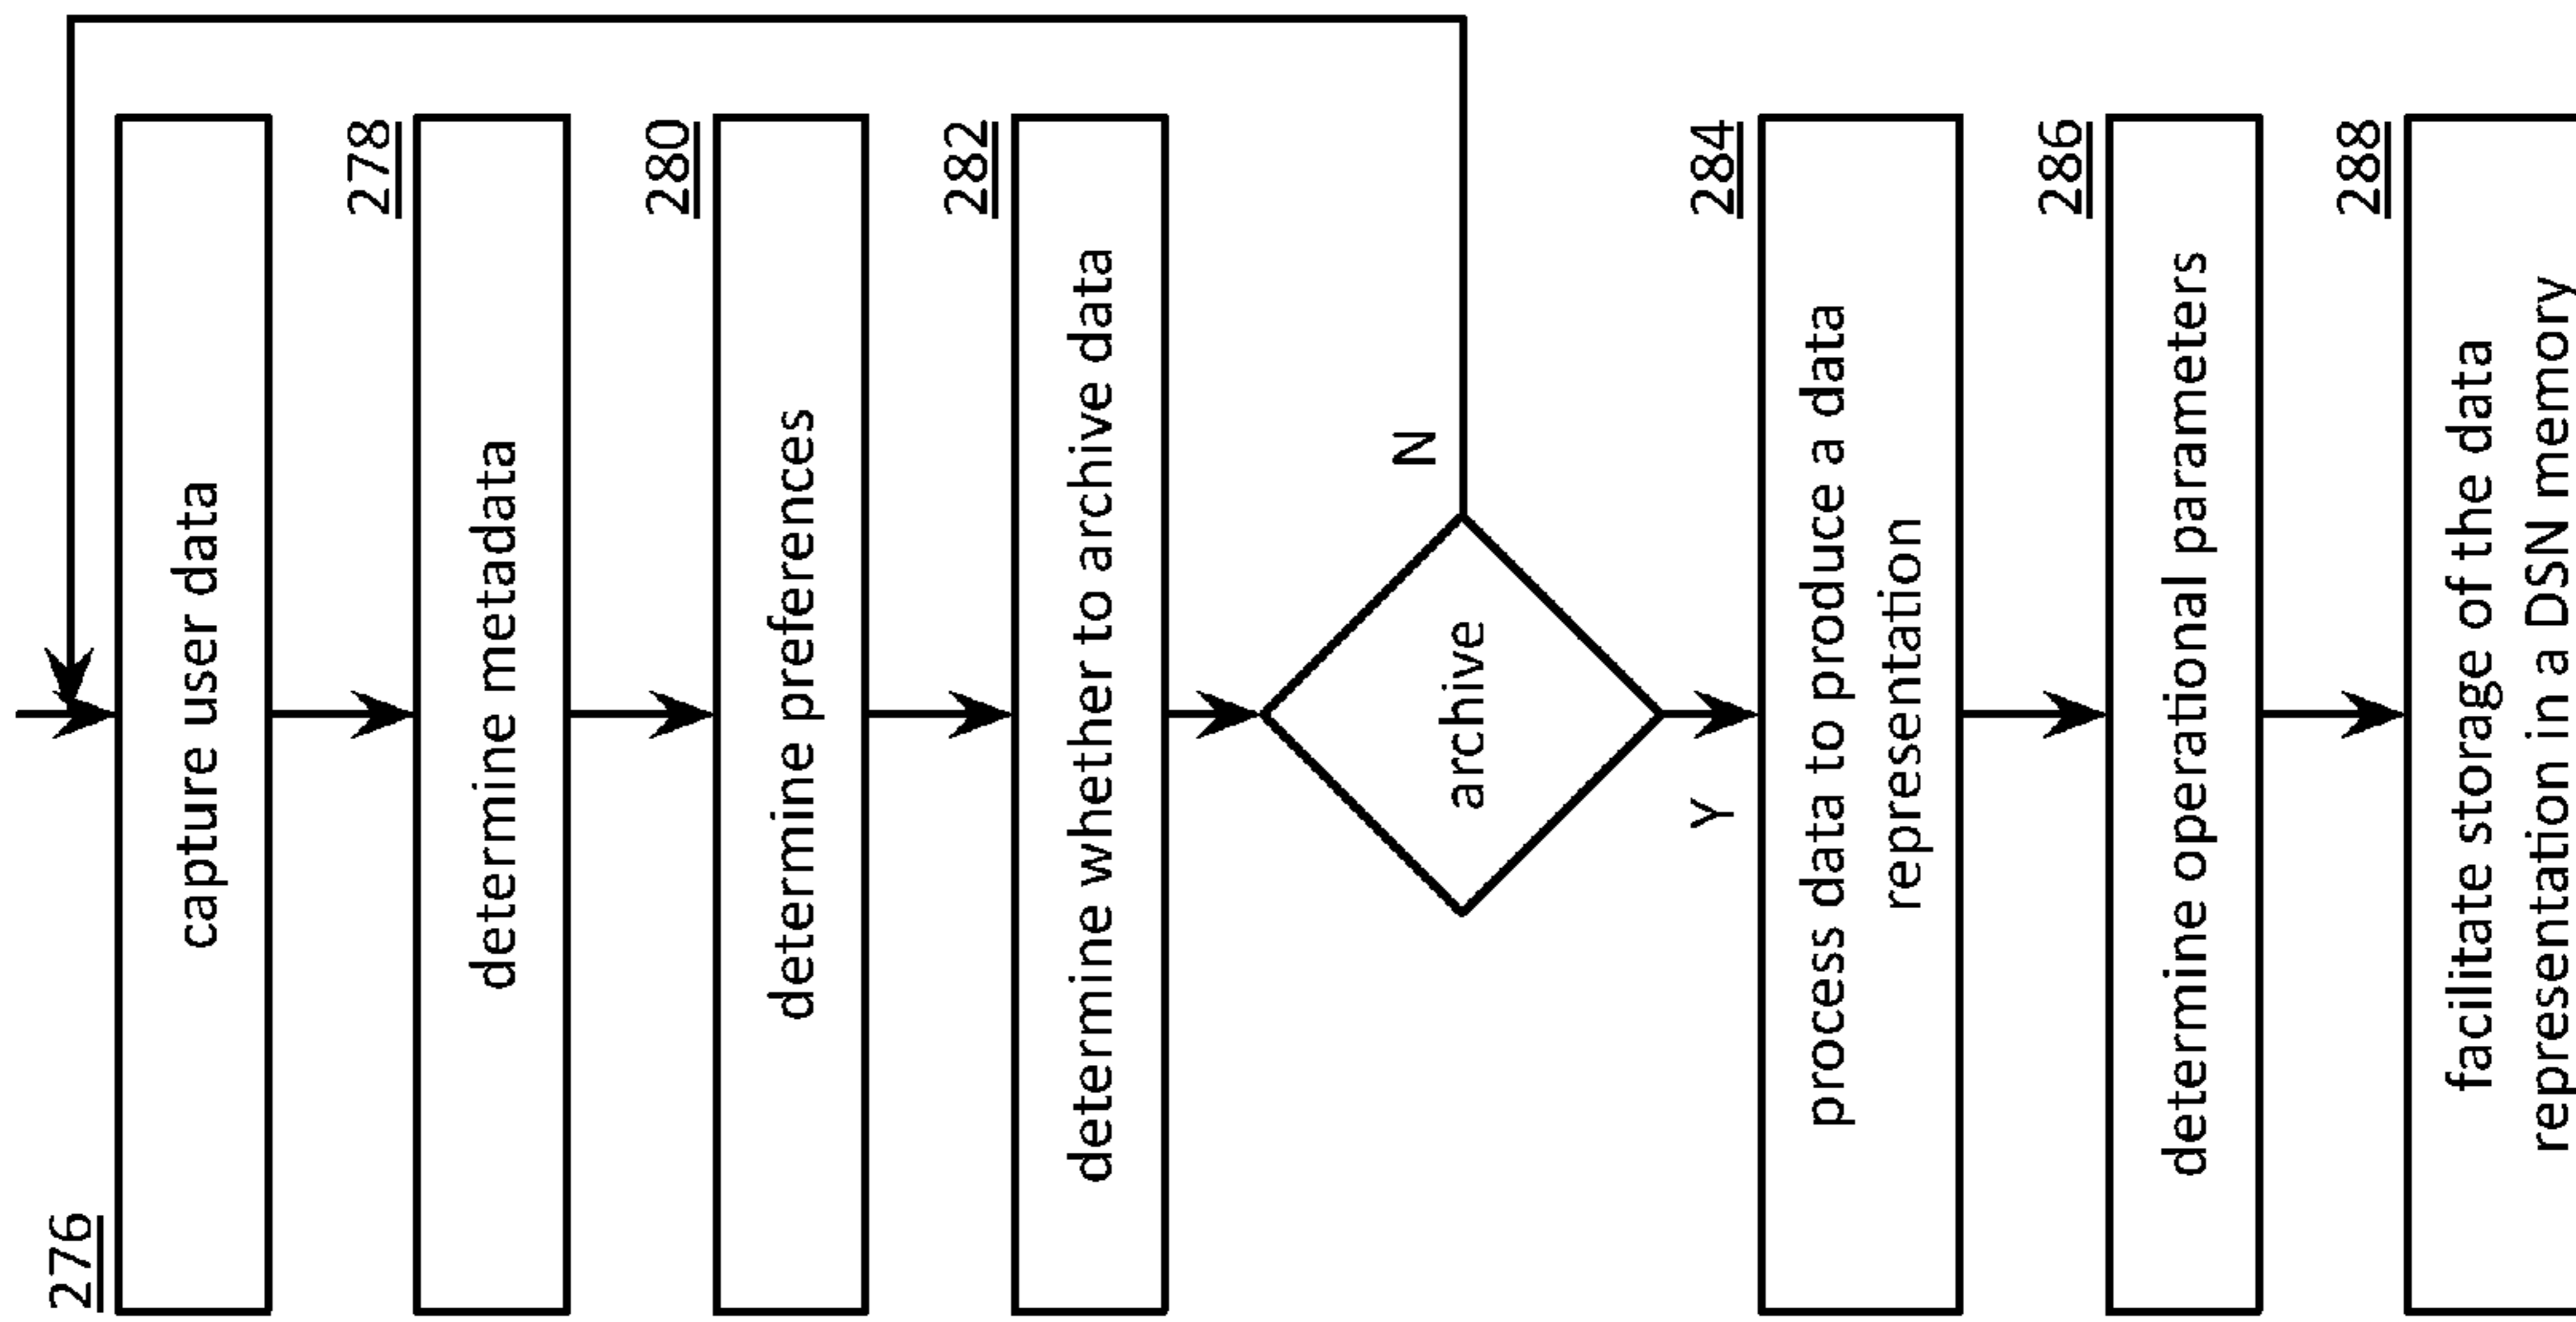 276
capture user data
278
determine metadata
280
determine preferences
282
determine whether to archive data
archive
N
Y
284
process data to produce a data
representation
286
determine operational parameters
288
facilitate storage of the data
representation in a DSN memory